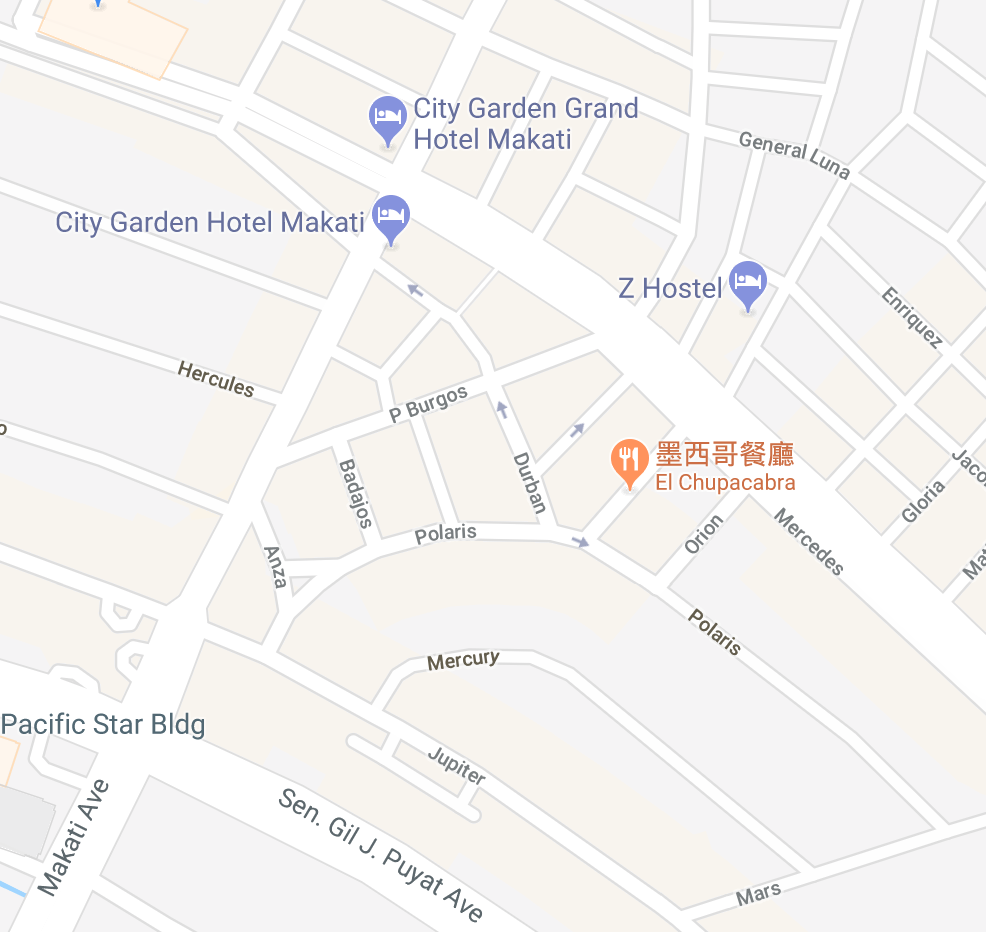 City Garden Grand
Hotel Makati
General Luna
City Garden Hotel Makati
Z Hostel
Enriquez
Hercules
P Burgos
o
墨西哥餐廳
El Chupacabra
Jaco
Badajos
Durban
Gloria
Polaris
Orion
Mercedes
Anza
Mati
Polaris
Mercury
Pacific Star Bldg
Jupiter
Makati Ave
Sen. Gil J. Puyat Ave
Mars